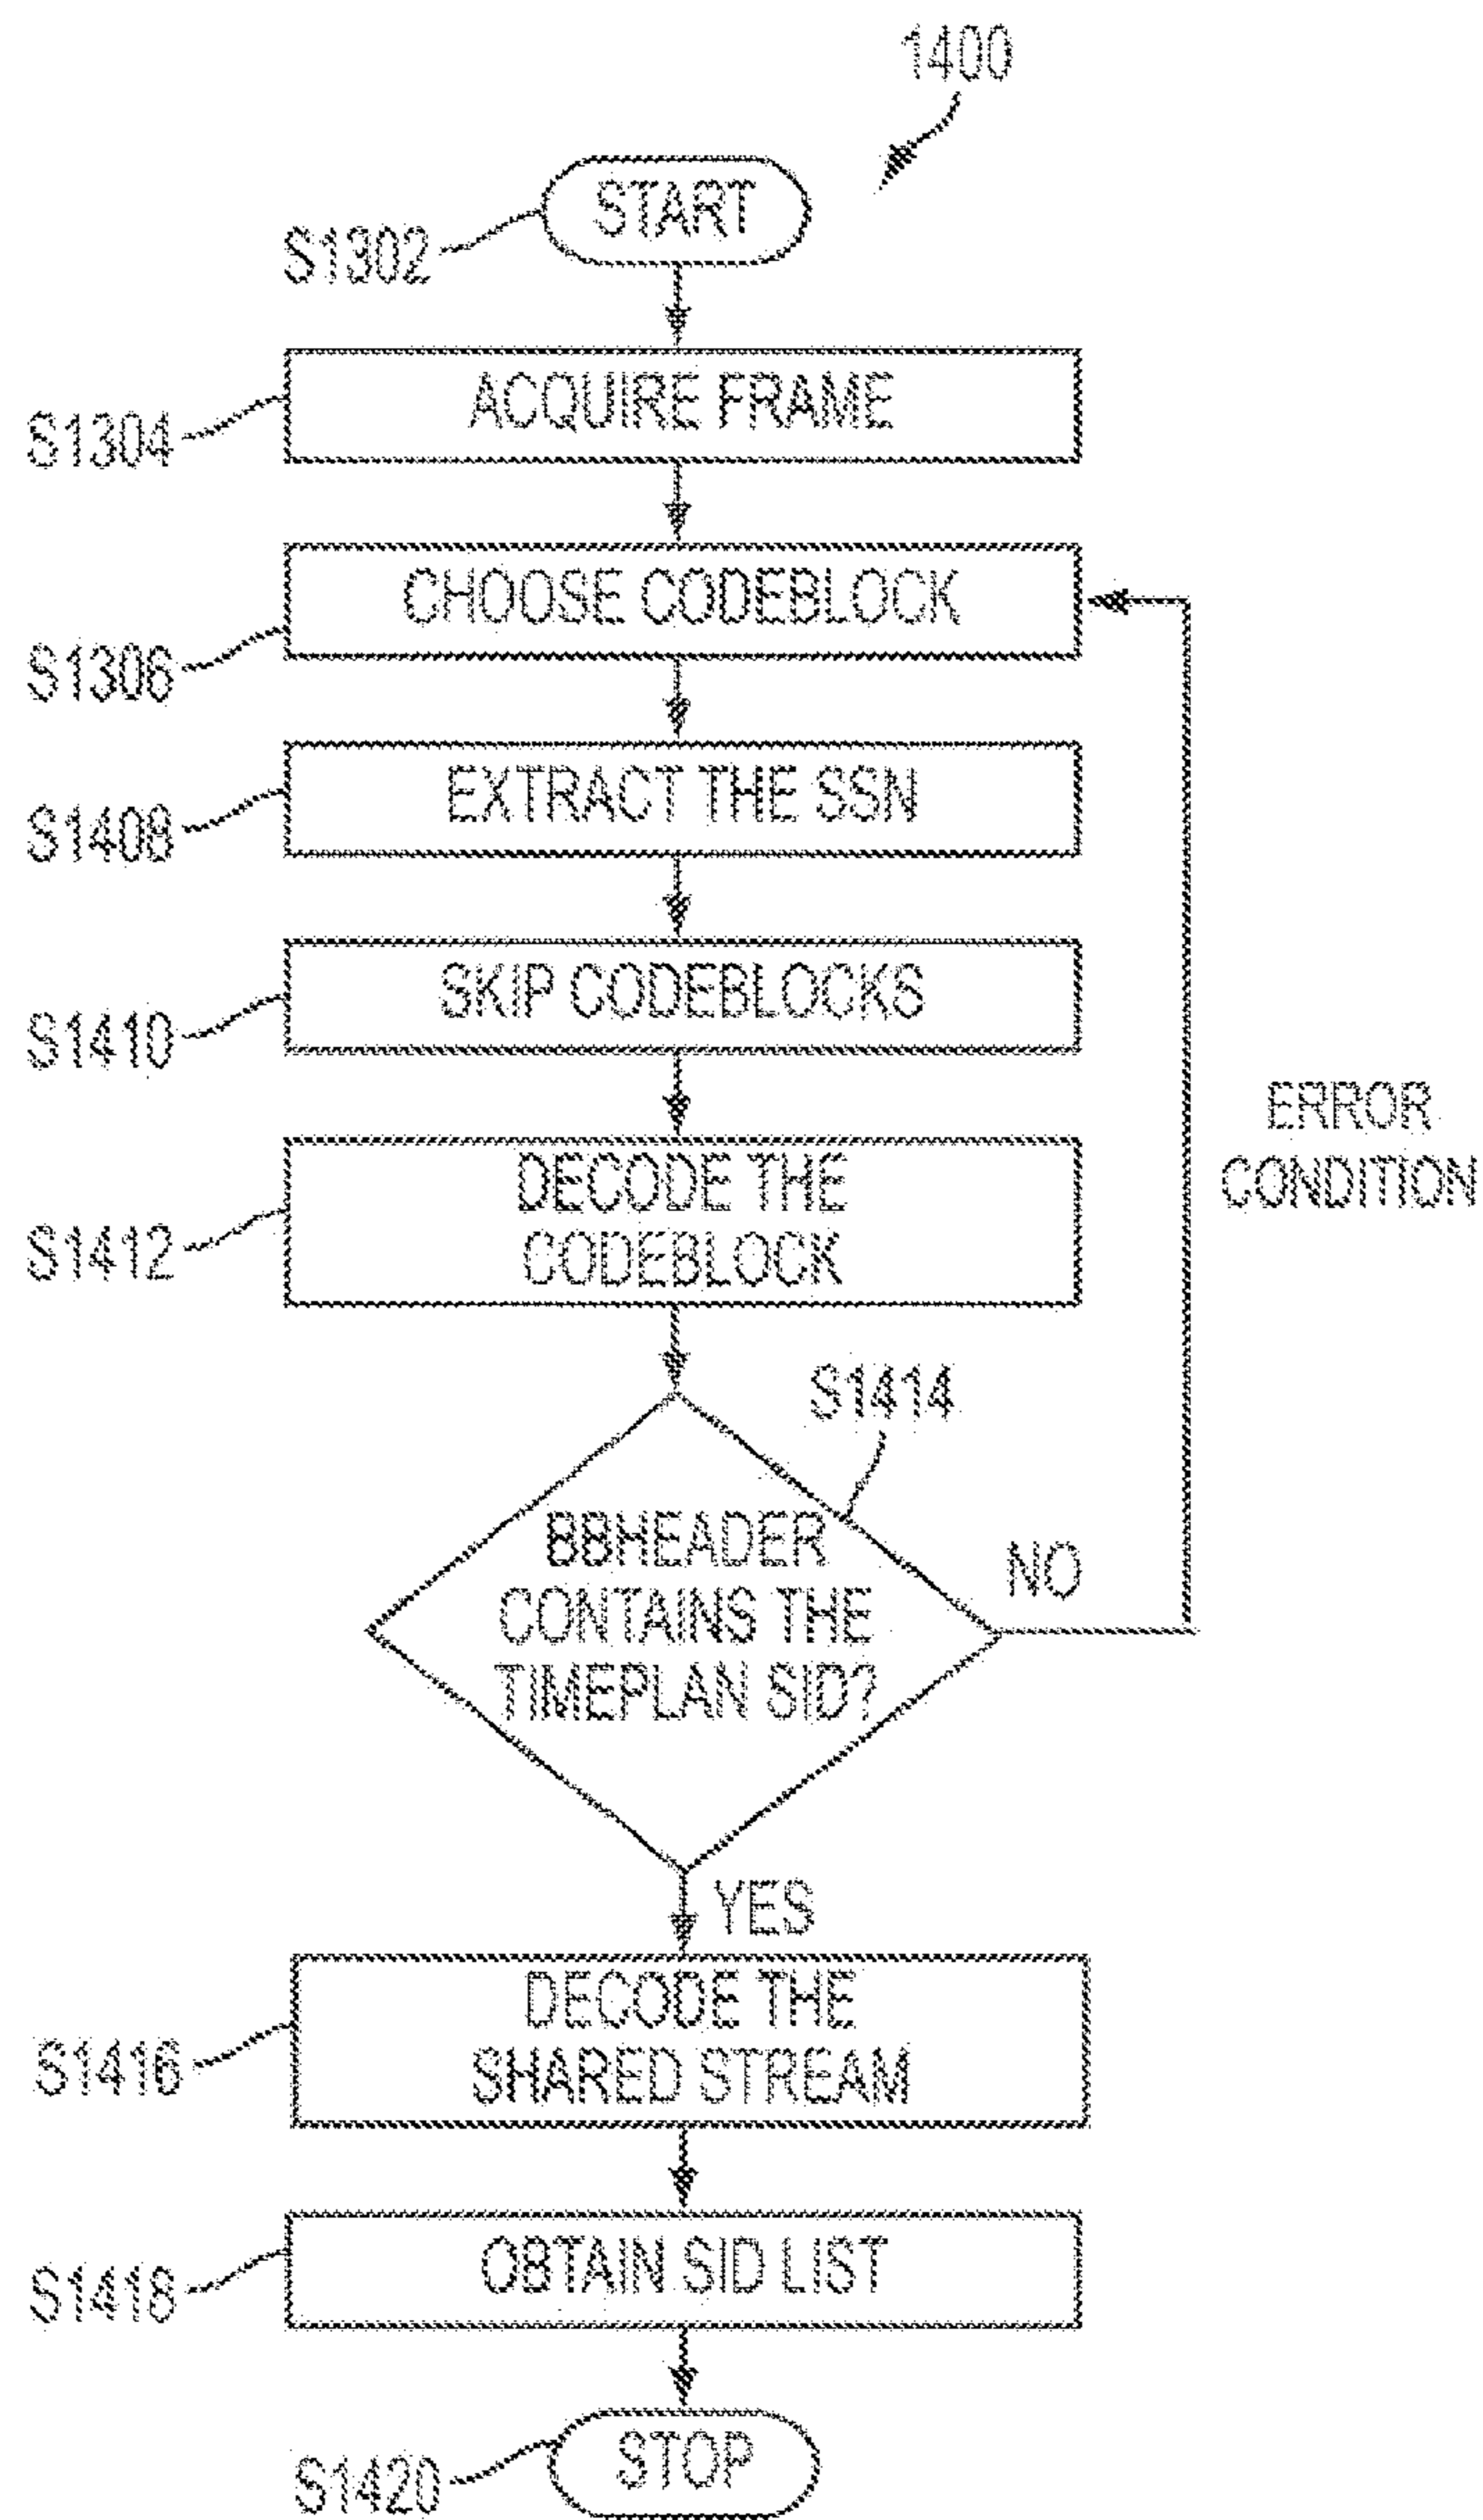 1400
START
S1302
ACQUIRE FRAME
S1304
CHOOSE CODEBLOCK
S1306
EXTRACT THE SSN
S1408
SKIP CODEBLOCKS
S1410
ERROR
CONDITION
DECODE THE
CODEBLOCK
S1412
S1414
BBHEADER
CONTAINS THE
TIMEPLAN SID?
NO
YES
DECODE THE
SHARED STREAM
S1416
OBTAIN SID LIST
S1418
STOP
S1420